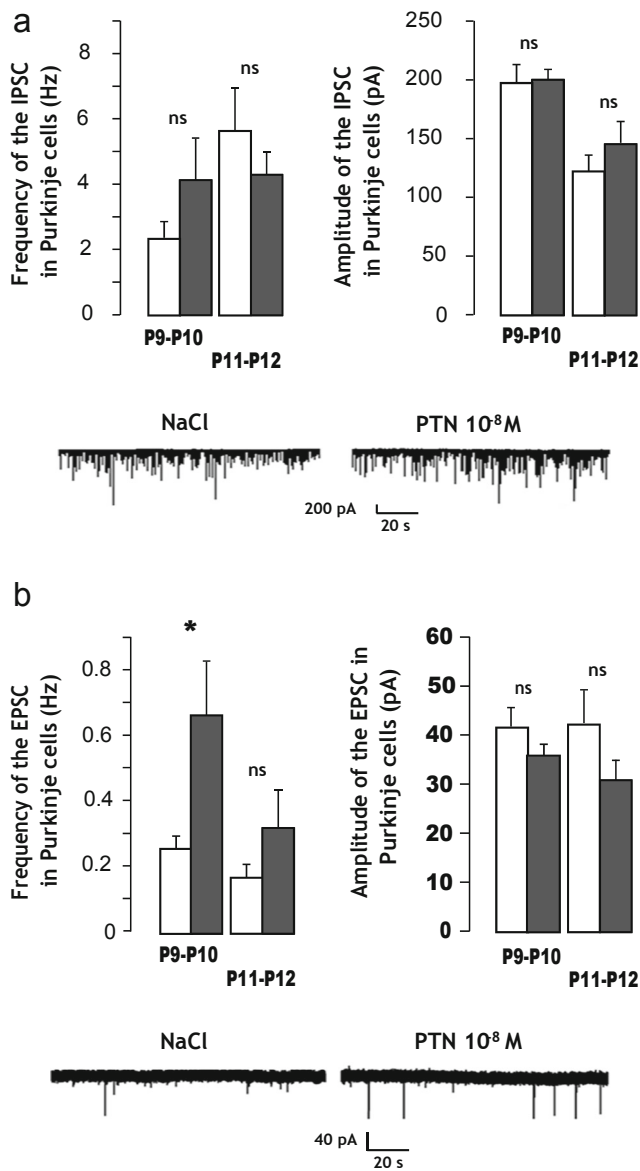 a
Frequency of the IPSC
in Purkinje cells (Hz)
8
6
4
2
0
ns
ns
P9-P10
P11-P12
Amplitude of the IPSC
in Purkinje cells (pA)
250
200
150
100
50
0
ns
ns
P9-P10
P11-P12
NaCl
PTN 10⁻⁸M
200 pA
20 s
b
Frequency of the EPSC
in Purkinje cells (Hz)
0.8
0.6
0.4
0.2
0
*
ns
P9-P10
P11-P12
Amplitude of the EPSC in
Purkinje cells (pA)
60
50
40
30
20
10
0
ns
ns
P9-P10
P11-P12
NaCl
PTN 10⁻⁸ M
40 pA
20 s